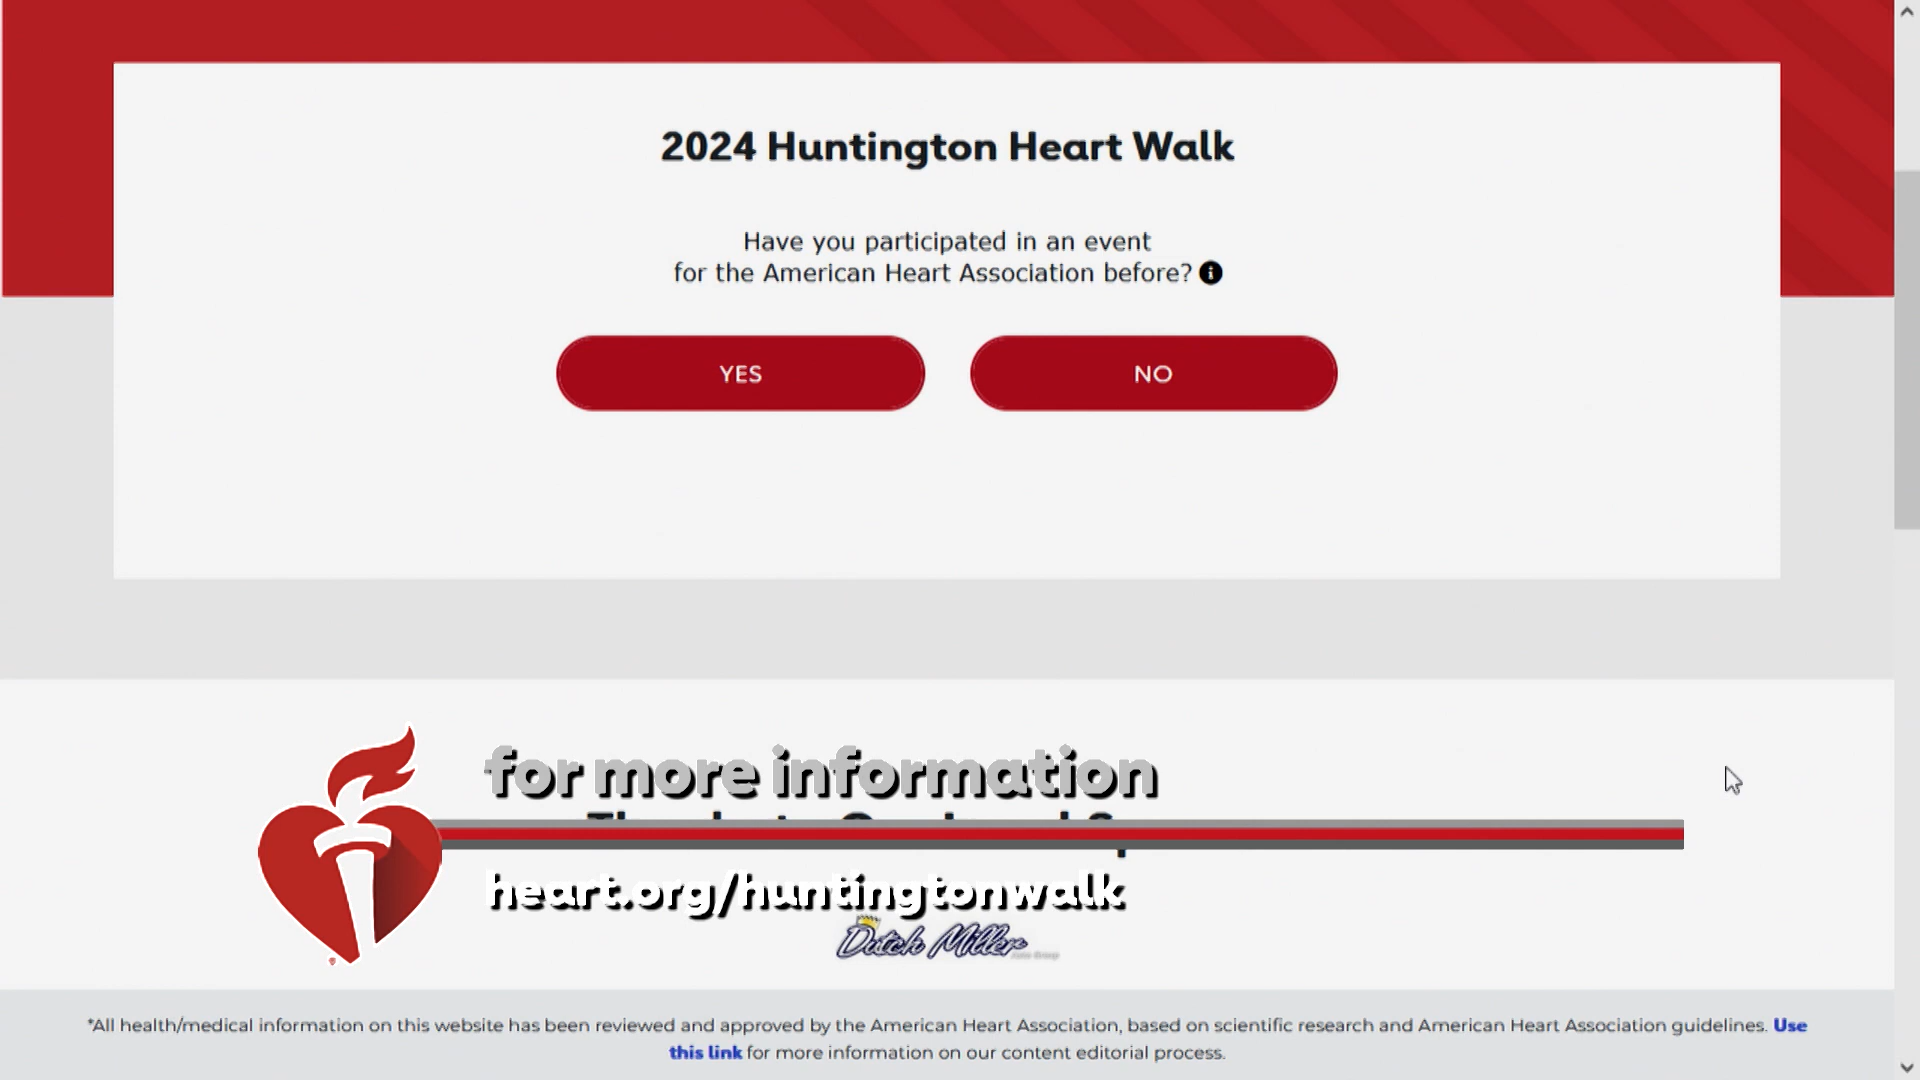 2024 Huntington Heart Walk
Have you participated in an event
for the American Heart Association before?
YES
NO
for more information
heart.org/huntingtonwalk
Dutch Miller
*All health/medical information on this website has been reviewed and approved by the American Heart Association, based on scientific research and American Heart Association guidelines. Use
this link for more information on our content editorial process.